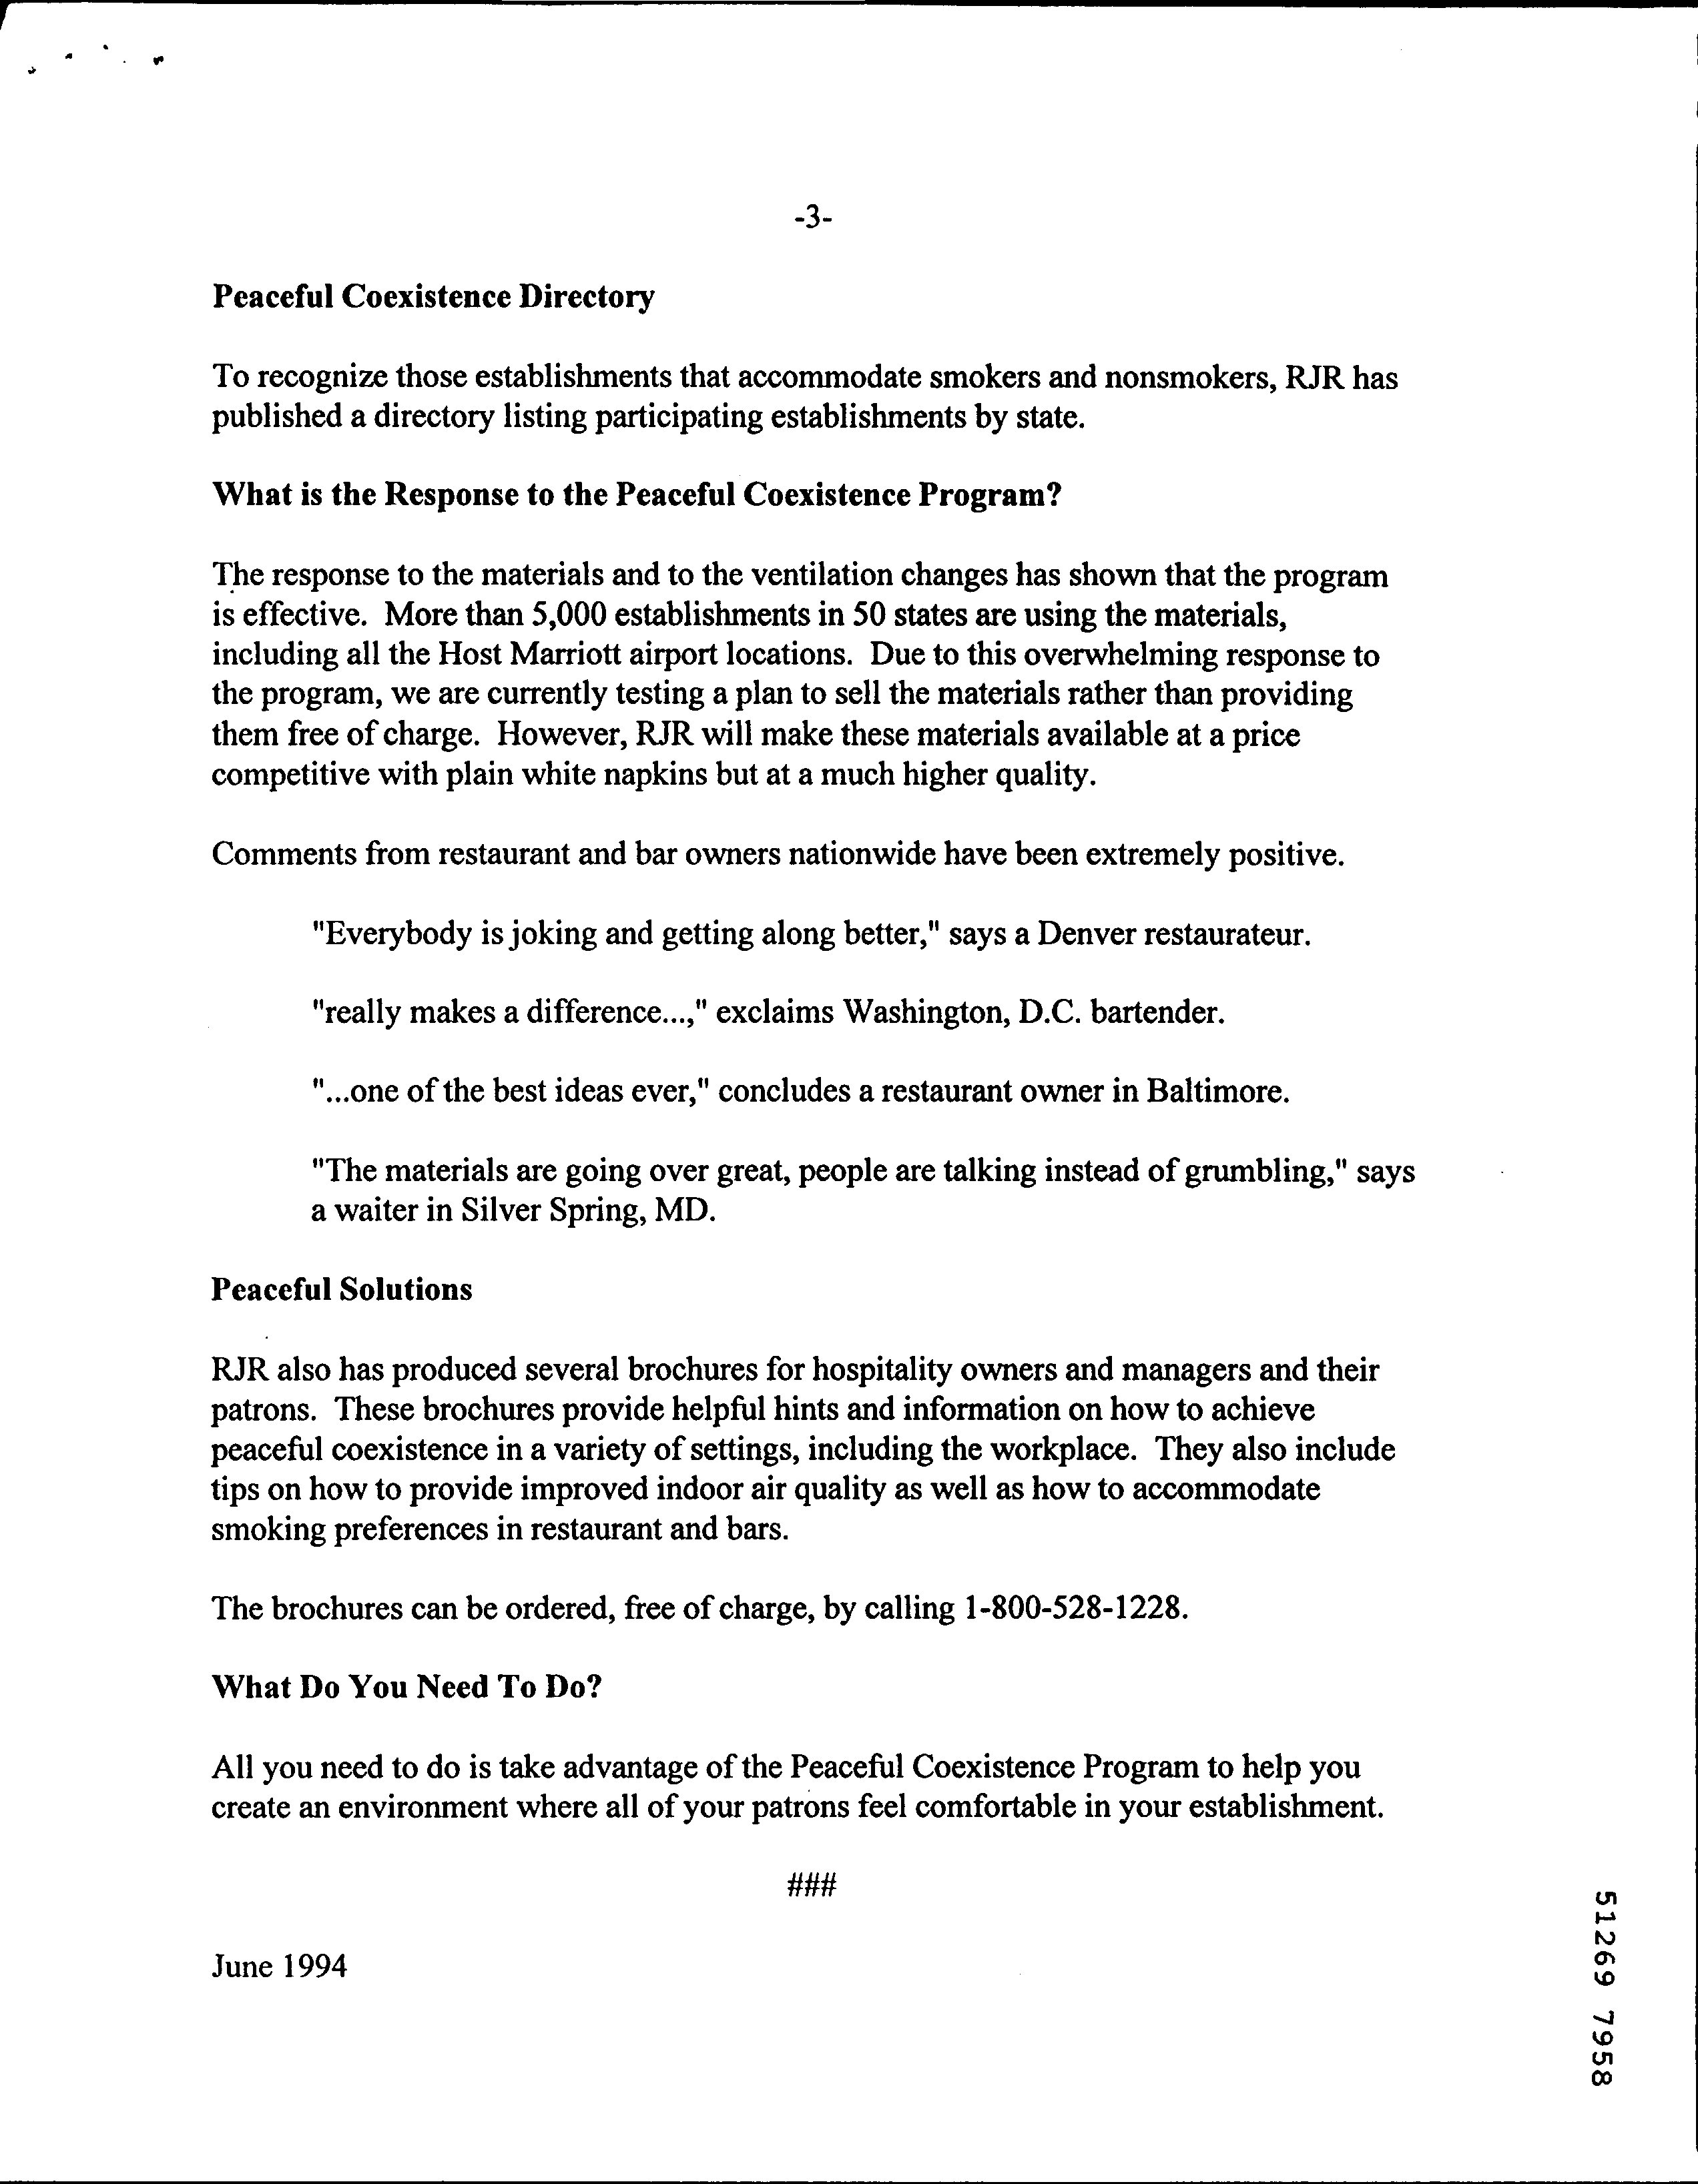 -3-
Peaceful Coexistence Directory
To recognize those establishments that accommodate smokers and nonsmokers, RJR has
published a directory listing participating establishments by state.
What is the Response to the Peaceful Coexistence Program?
The response to the materials and to the ventilation changes has shown that the program
is effective.  More than 5,000 establishments in 50 states are using the materials,
including all the Host Marriott airport locations.  Due to this overwhelming response to
the program, we are currently testing a plan to sell the materials rather than providing
them free of charge.  However, RJR will make these materials available at a price
competitive with plain white napkins but at a much higher quality.
Comments from restaurant and bar owners nationwide have been extremely positive.
"Everybody is joking and getting along better," says a Denver restaurateur.
"really makes a difference...," exclaims Washington, D.C. bartender.
"...one of the best ideas ever," concludes a restaurant owner in Baltimore.
"The materials are going over great, people are talking instead of grumbling," says
a waiter in Silver Spring, MD.
Peaceful Solutions
RJR also has produced several brochures for hospitality owners and managers and their
patrons.  These brochures provide helpful hints and information on how to achieve
peaceful coexistence in a variety of settings, including the workplace.  They also include
tips on how to provide improved indoor air quality as well as how to accommodate
smoking preferences in restaurant and bars.
The brochures can be ordered, free of charge, by calling 1-800-528-1228.
What Do You Need To Do?
All you need to do is take advantage of the Peaceful Coexistence Program to help you
create an environment where all of your patrons feel comfortable in your establishment.
###
June 1994
51269 7958